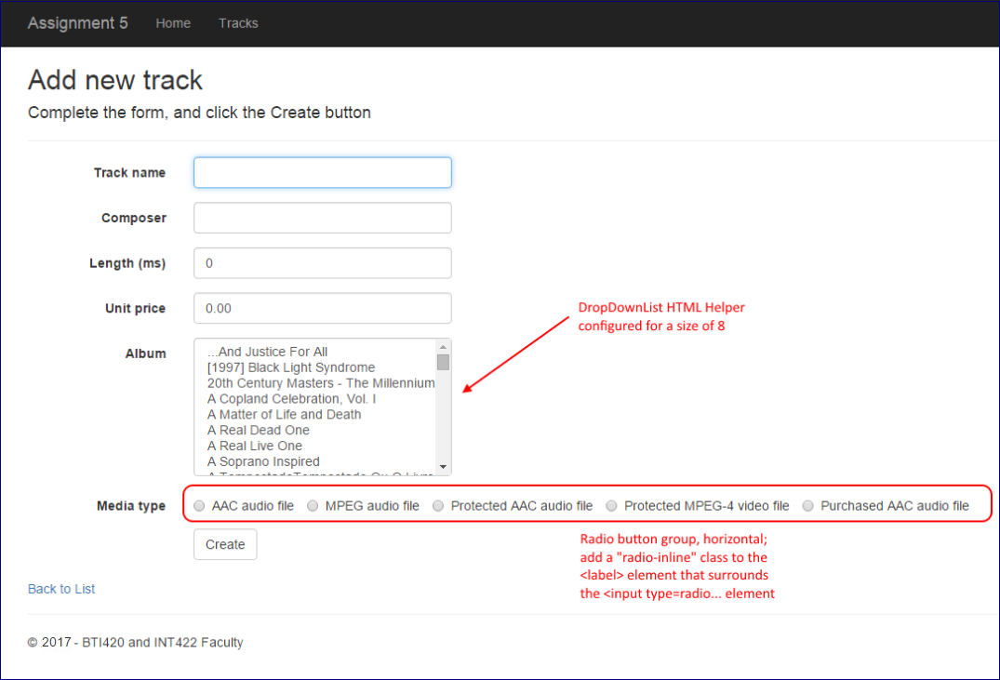 Assignment 5 Home Tracks
Add new track
Complete the form, and click the Create button
Track name
Composer
Length (ms) 0
Unit price 0.00
DropDownList HTML Helper
configured for a size of 8
Album
...And Justice For All
[1997] Black Light Syndrome
20th Century Masters - The Millennium
A Copland Celebration, Vol. I
A Matter of Life and Death
A Real Dead One
A Real Live One
A Soprano Inspired
Media type AAC audio file MPEG audio file Protected AAC audio file Protected MPEG-4 video file Purchased AAC audio file
Create
Radio button group, horizontal;
add a "radio-inline" class to the
<label> element that surrounds
the <input type=radio... element
Back to List
© 2017 - BTI420 and INT422 Faculty